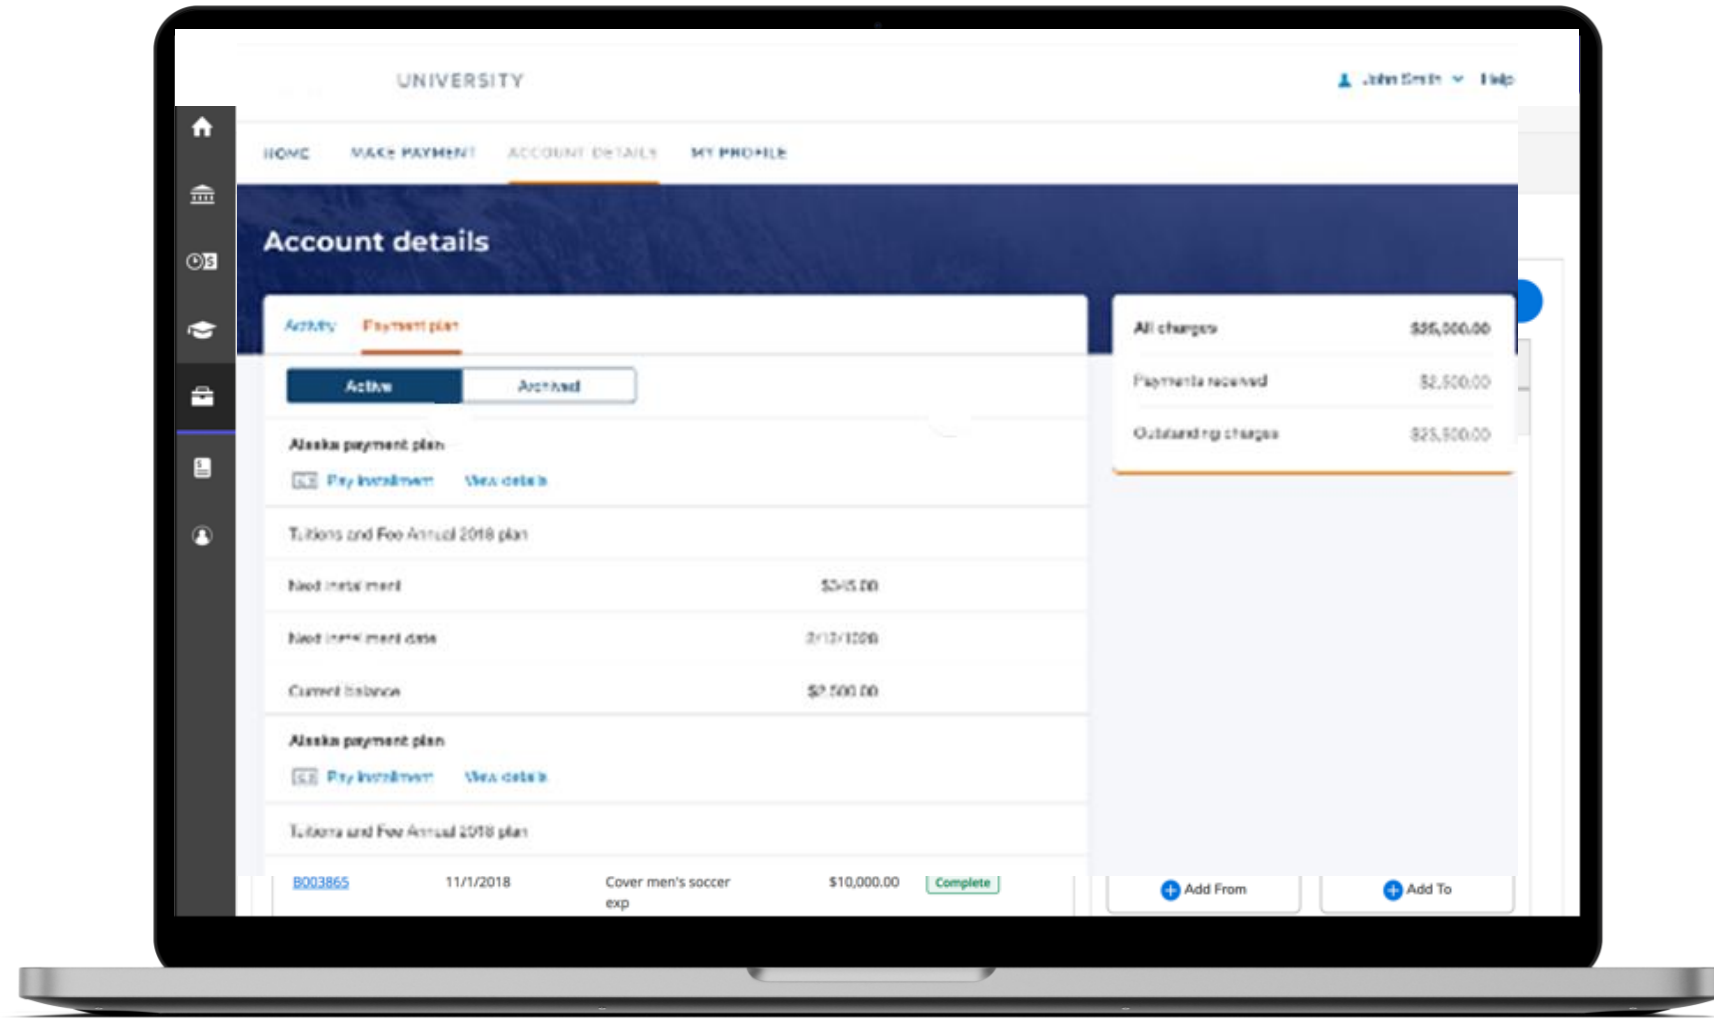 UNIVERSITY
John Smith Help
HOME MAKE PAYMENT ACCOUNT DETAILS MY PROFILE
Account details
Activity Payment plan
Active Archived
Alaska payment plan
Pay installment View details
Tuitions and Fee Annual 2018 plan
Next installment $345.00
Next installment date
Current balance $2,500.00
Alaska payment plan
Pay installment View details
Tuitions and Fee Annual 2018 plan
B003865 11/1/2018 Cover men's soccer $10,000.00 Complete
exp
All charges
Payments received $2,500.00
Outstanding charges
Add From Add To